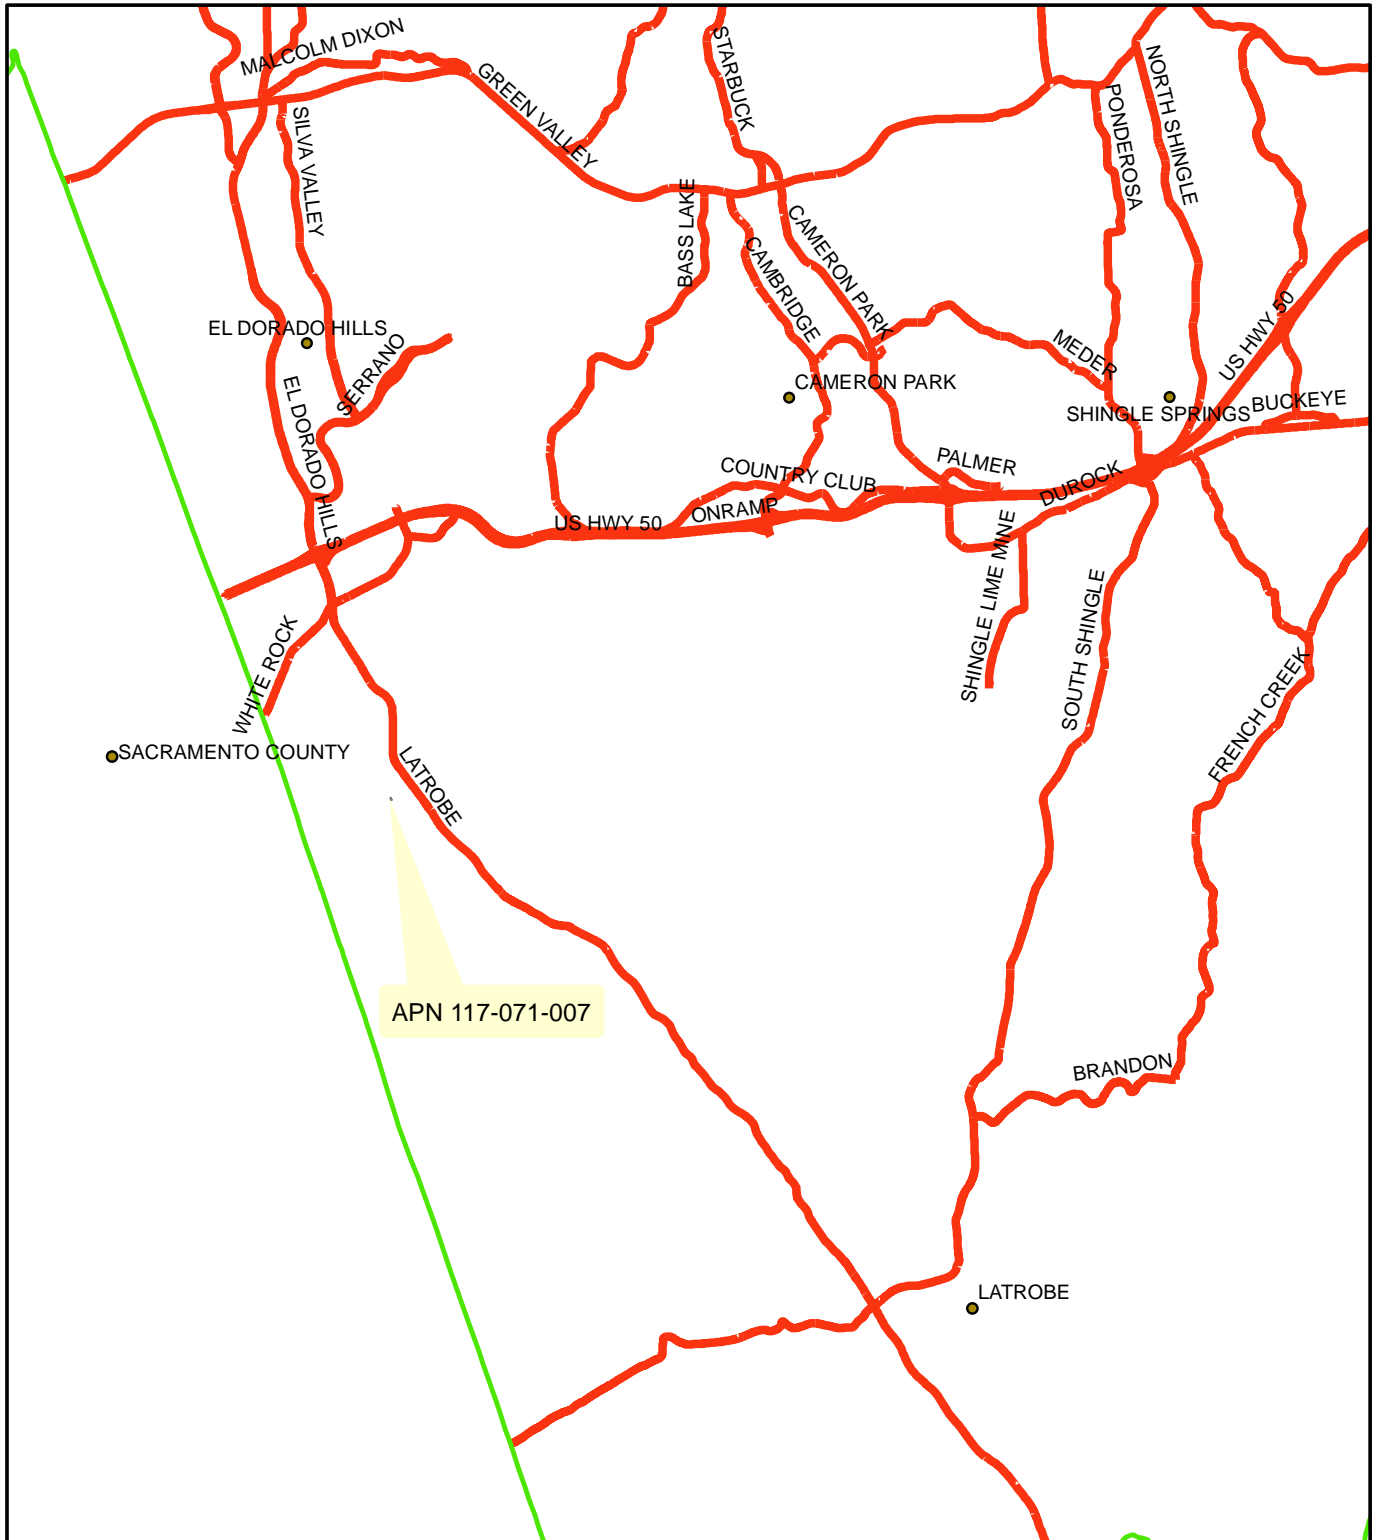 MALCOLM DIXON
STARBUCK
NORTH SHINGLE
GREEN VALLEY
PONDEROSA
SILVA VALLEY
BASS LAKE
CAMERON PARK
CAMBRIDGE
US HWY 50
EL DORADO HILLS
SERRANO
MEDER
CAMERON PARK
EL DORADO HILLS
SHINGLE SPRINGS
BUCKEYE
PALMER
COUNTRY CLUB
DUROCK
ONRAMP
US HWY 50
SHINGLE LIME MINE
SOUTH SHINGLE
WHITE ROCK
FRENCH CREEK
SACRAMENTO COUNTY
LATROBE
APN 117-071-007
BRANDON
LATROBE